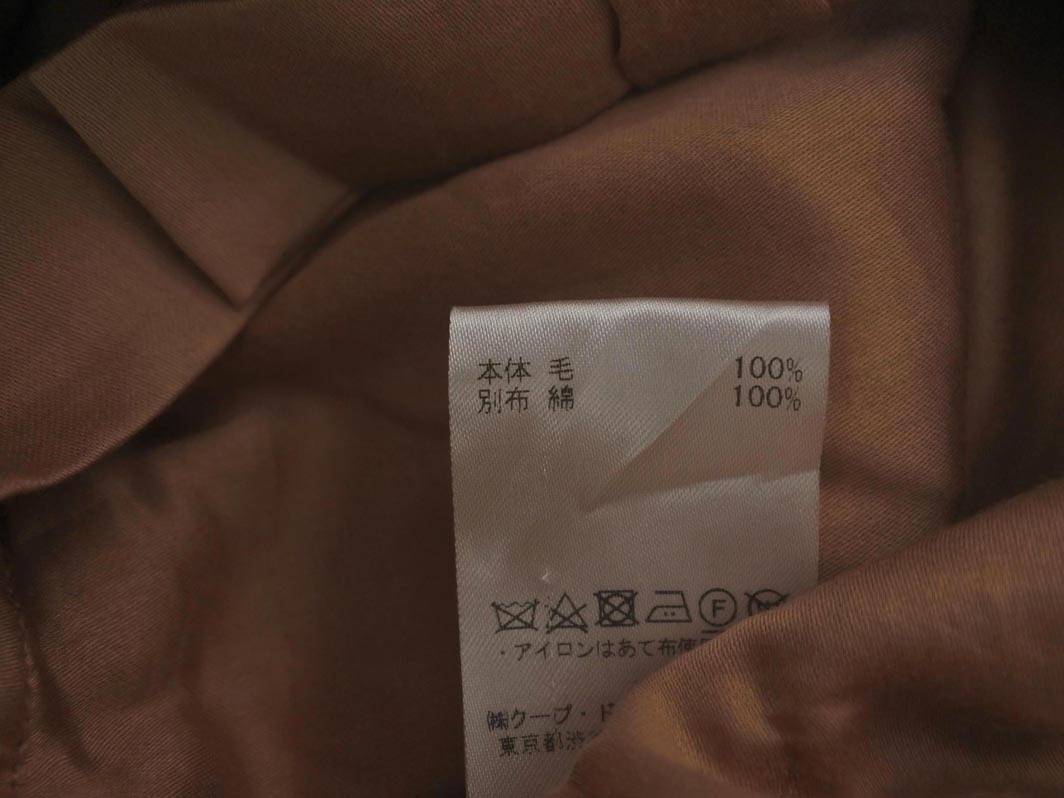 本体 毛 100%
別布 綿 100%
F
・アイロンはあて布使
㈱クープ・ド
東京都渋